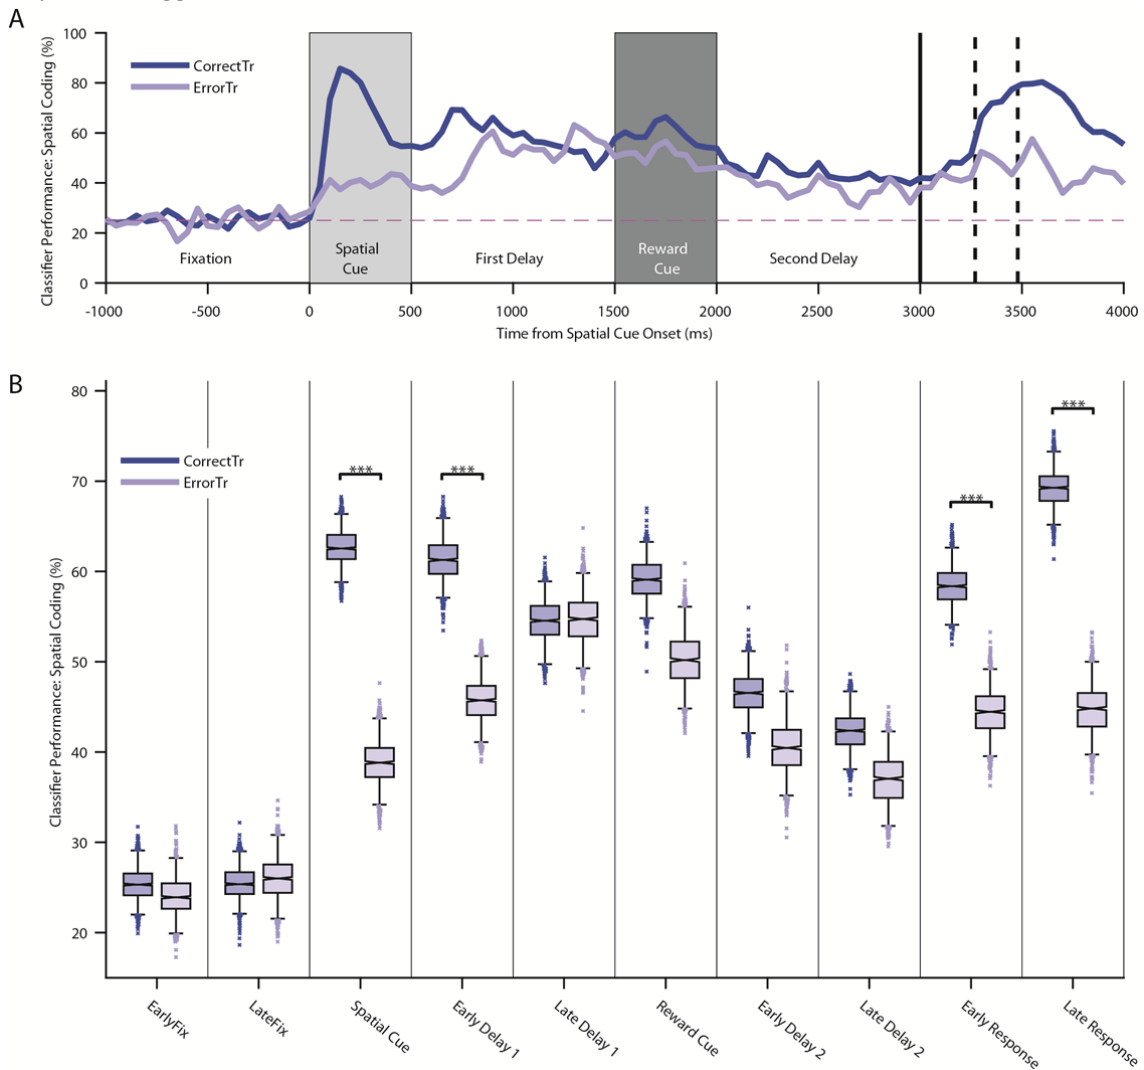 A
Classifier Performance: Spatial Coding (%)
100
80
60
40
20
0
CorrectTr
ErrorTr
Fixation
Spatial
Cue
First Delay
Reward
Cue
Second Delay
-1000
-500
0
500
1000
1500
2000
2500
3000
3500
4000
Time from Spatial Cue Onset (ms)
B
Classifier Performance: Spatial Coding (%)
80
70
60
50
40
30
20
CorrectTr
ErrorTr
***
***
***
***
EarlyFix
LateFix
Spatial Cue
Early Delay 1
Late Delay 1
Reward Cue
Early Delay 2
Late Delay 2
Early Response
Late Response